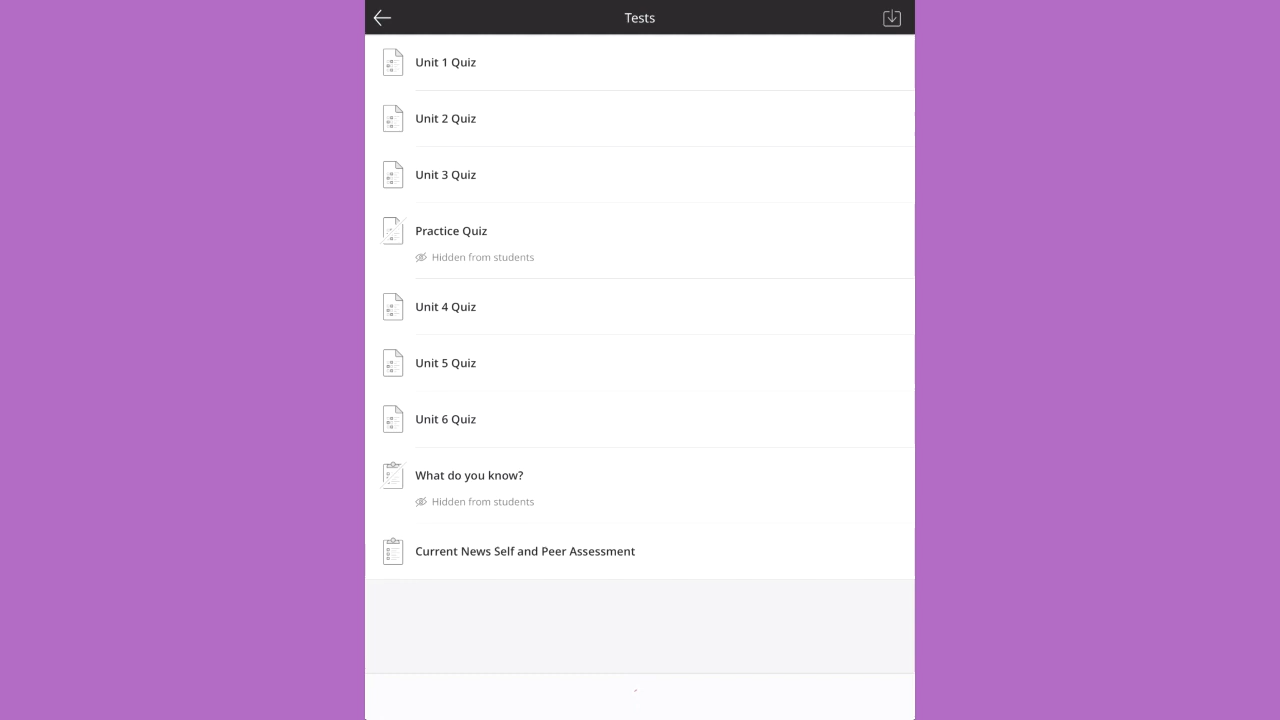 Tests
Unit 1 Quiz
Unit 2 Quiz
Unit 3 Quiz
Practice Quiz
Hidden from students
Unit 4 Quiz
Unit 5 Quiz
Unit 6 Quiz
What do you know?
Hidden from students
Current News Self and Peer Assessment